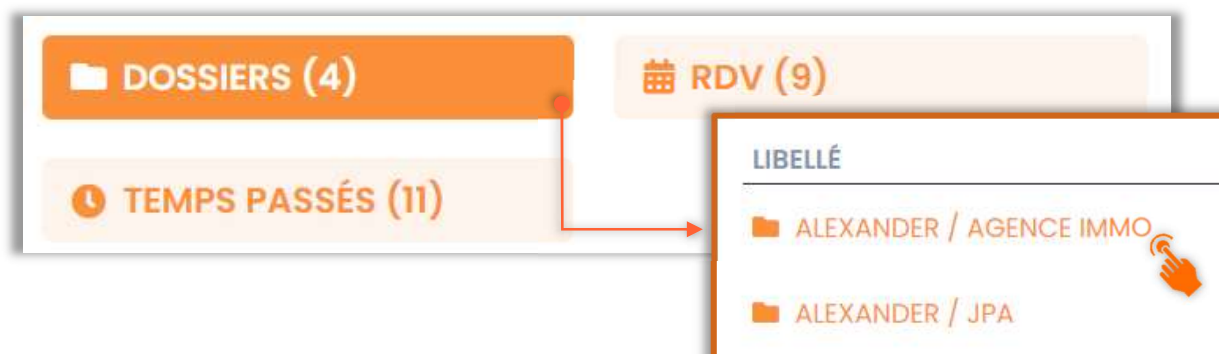 DOSSIERS (4)
RDV (9)
TEMPS PASSÉS (11)
LIBELLÉ
ALEXANDER / AGENCE IMMO
ALEXANDER / JPA